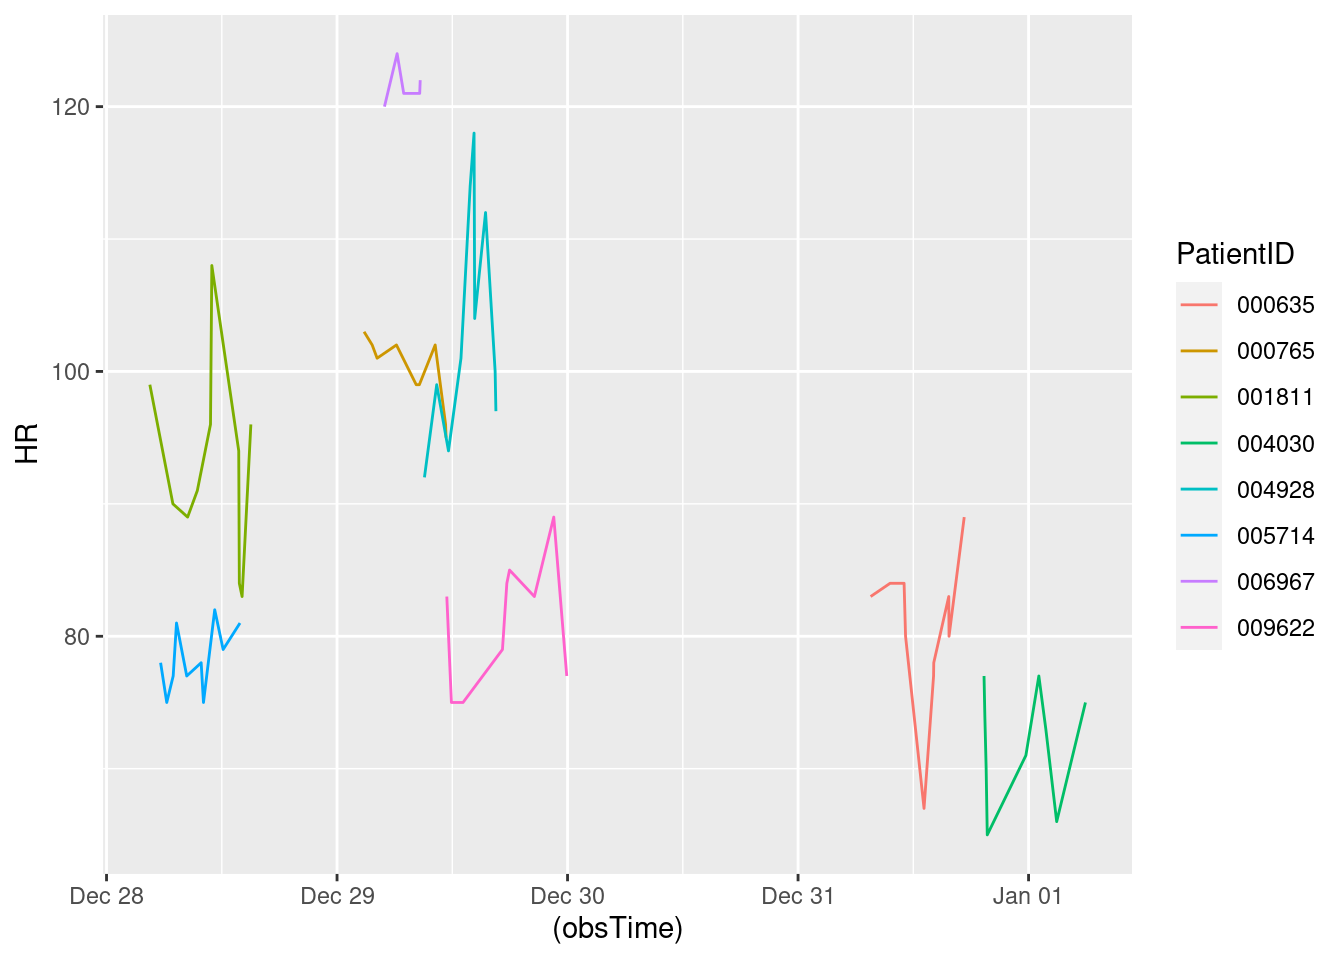 120
100
80
HR
Dec 28
Dec 29
Dec 30
Dec 31
Jan 01
(obsTime)
PatientID
000635
000765
001811
004030
004928
005714
006967
009622